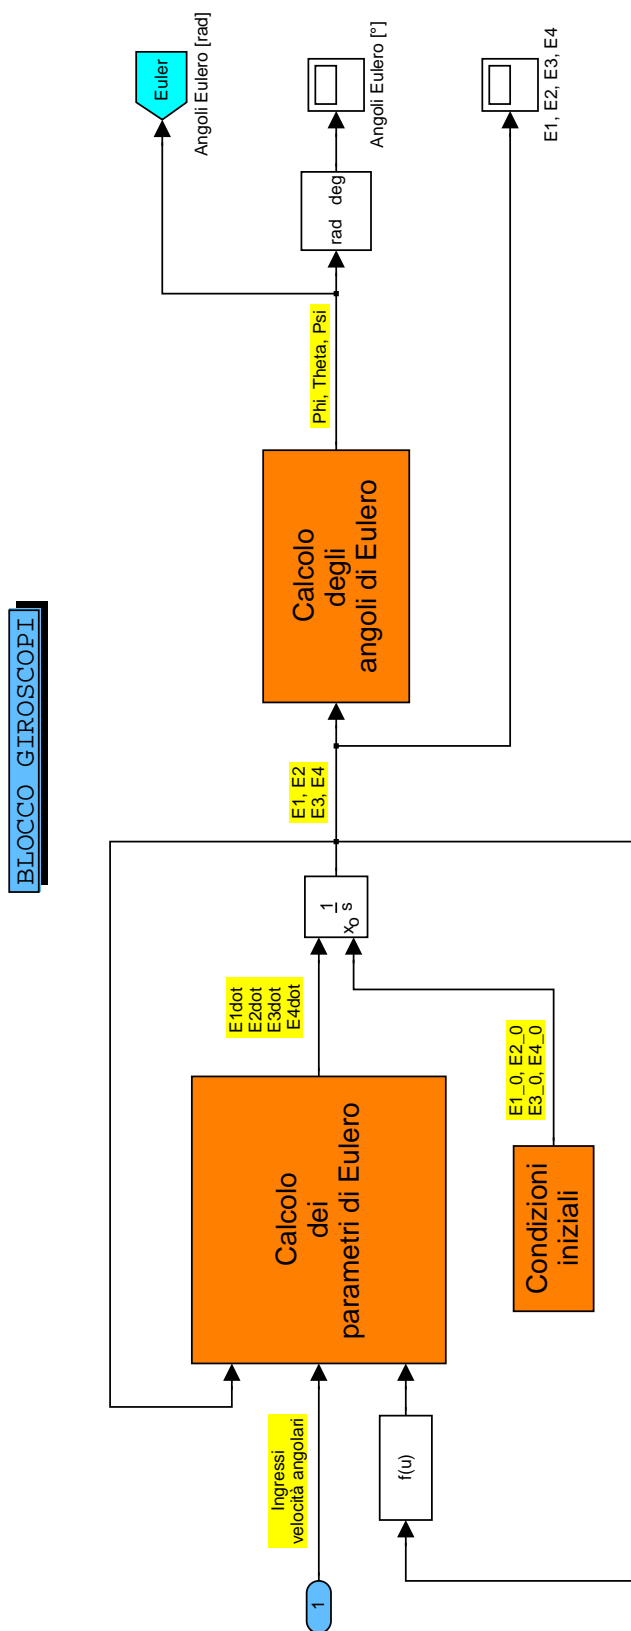 BLOCCO GIROSCOPI
Euler
Angoli Eulero [rad]
Angoli Eulero [°]
rad deg
E1, E2, E3, E4
Phi, Theta, Psi
Calcolo
degli
angoli di Eulero
E1, E2
E3, E4
1
s
xo
E1dot
E2dot
E3dot
E4dot
Calcolo
dei
parametri di Eulero
E1_0, E2_0
E3_0, E4_0
Condizioni
iniziali
Ingressi
velocità angolari
f(u)
1